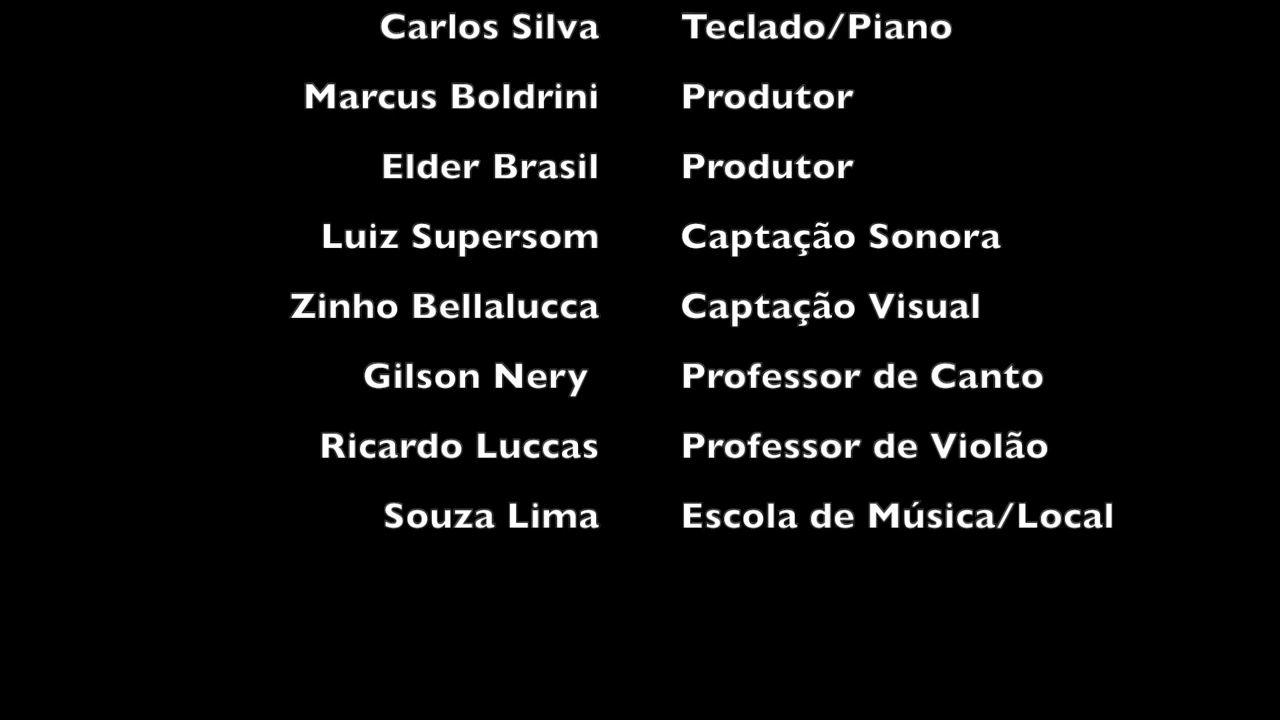 Carlos Silva Teclado/Piano
Marcus Boldrini Produtor
Elder Brasil Produtor
Luiz Supersom Captação Sonora
Zinho Bellalucca Captação Visual
Gilson Nery Professor de Canto
Ricardo Luccas Professor de Violão
Souza Lima Escola de Música/Local